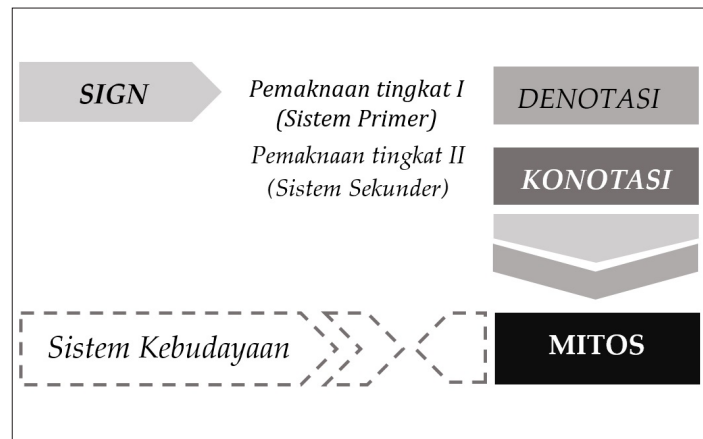 SIGN
Pemaknaan tingkat I
(Sistem Primer)
DENOTASI
Pemaknaan tingkat II
(Sistem Sekunder)
KONOTASI
Sistem Kebudayaan
MITOS